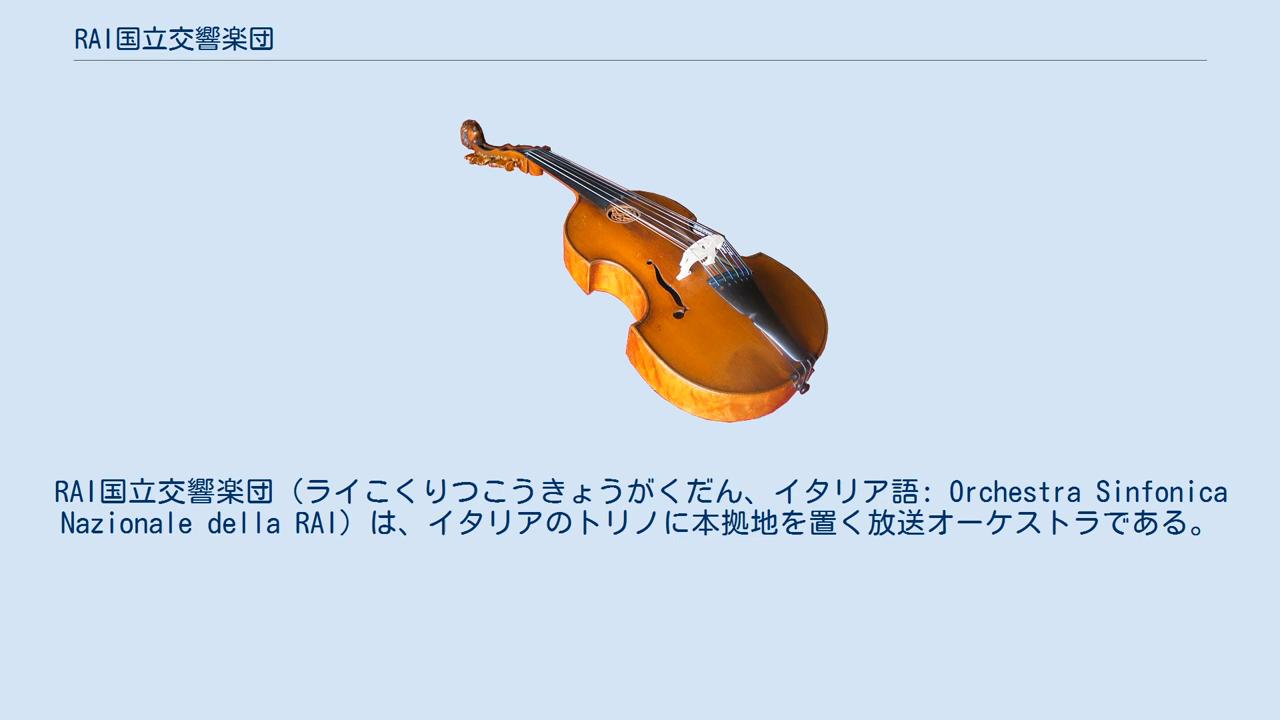 RAI国立交響楽団
RAI国立交響楽団（ライこくりつこうきょうがくだん、イタリア語: Orchestra Sinfonica
Nazionale della RAI）は、イタリアのトリノに本拠地を置く放送オーケストラである。